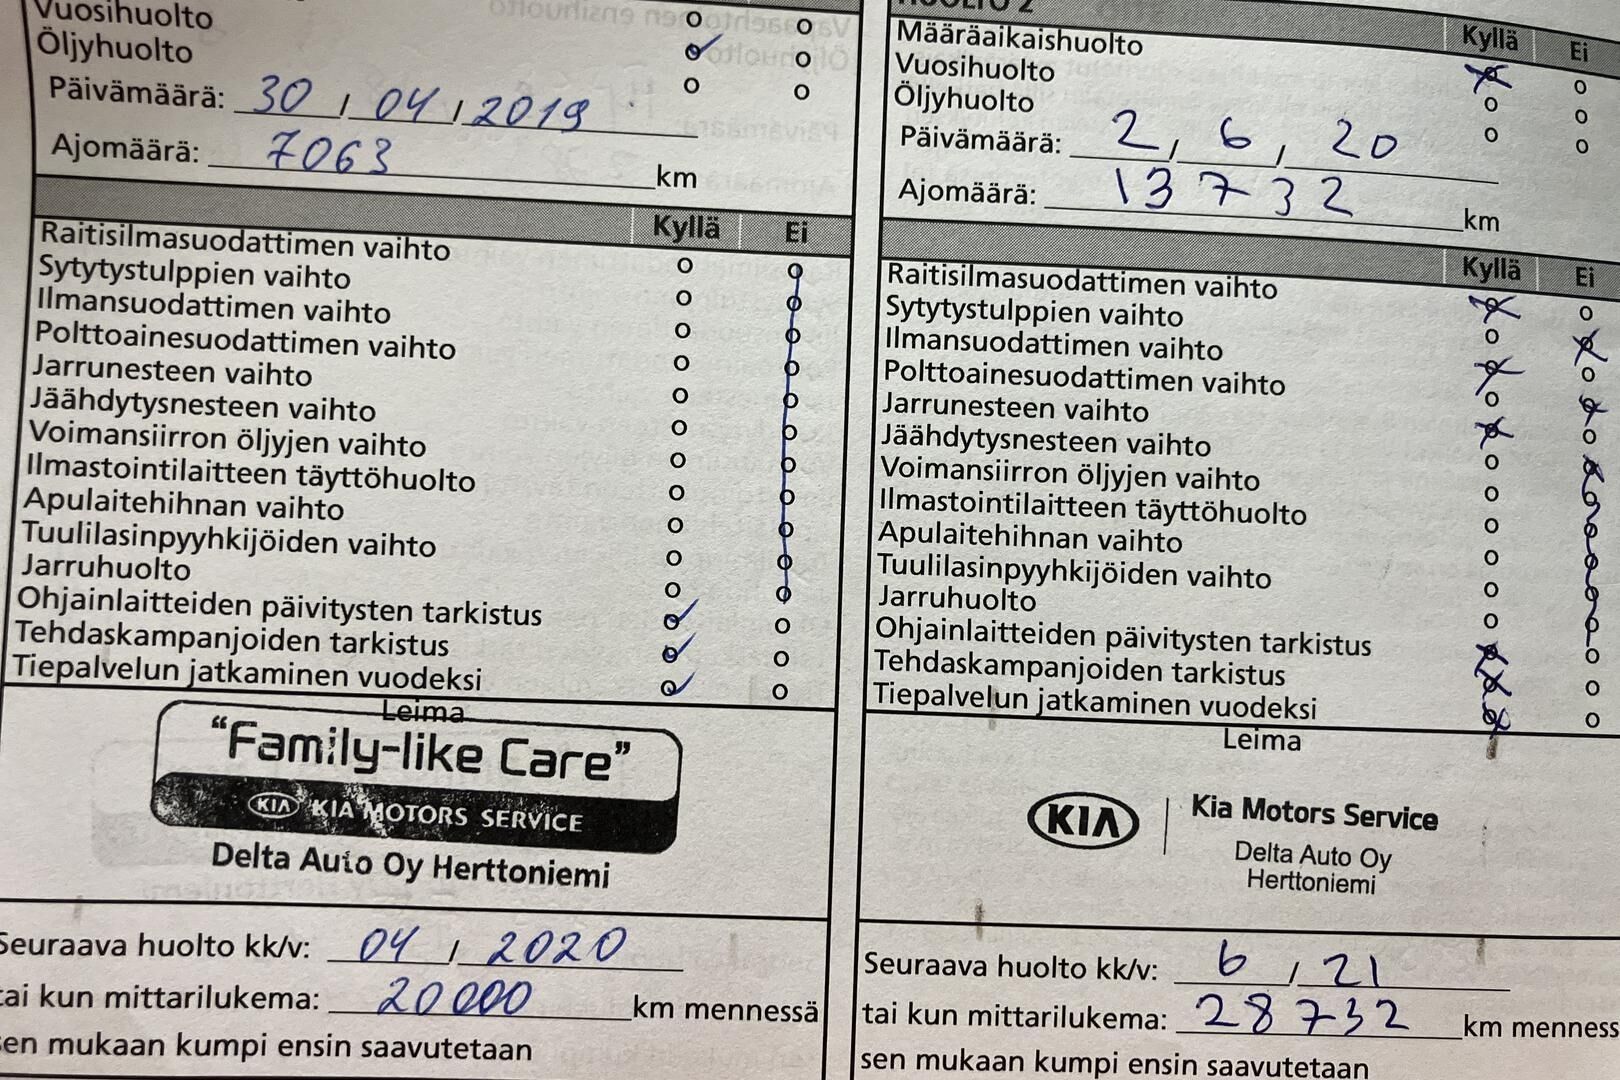 Vuosihuolto
Öljyhuolto
Päivämäärä: 30 / 04 / 2019
Ajomäärä: 7063 km
Kyllä Ei
Raitisilmasuodattimen vaihto
Sytytystulppien vaihto
Ilmansuodattimen vaihto
Polttoainesuodattimen vaihto
Jarrunesteen vaihto
Jäähdytysnesteen vaihto
Voimansiirron öljyjen vaihto
Ilmastointilaitteen täyttöhuolto
Apulaitehihnan vaihto
Tuulilasinpyyhkijöiden vaihto
Jarruhuolto
Ohjainlaitteiden päivitysten tarkistus
Tehdaskampanjoiden tarkistus
Tiepalvelun jatkaminen vuodeksi
Leima
"Family-like Care"
KIA KIA MOTORS SERVICE
Delta Auto Oy Herttoniemi
Seuraava huolto kk/v: 04 / 2020
tai kun mittarilukema: 20000 km mennessä
sen mukaan kumpi ensin saavutetaan
HUOLTO 2
Kyllä Ei
Määräaikaishuolto
Vuosihuolto
Öljyhuolto
Päivämäärä: 2 / 6 / 20
Ajomäärä: 13732 km
Kyllä Ei
Raitisilmasuodattimen vaihto
Sytytystulppien vaihto
Ilmansuodattimen vaihto
Polttoainesuodattimen vaihto
Jarrunesteen vaihto
Jäähdytysnesteen vaihto
Voimansiirron öljyjen vaihto
Ilmastointilaitteen täyttöhuolto
Apulaitehihnan vaihto
Tuulilasinpyyhkijöiden vaihto
Jarruhuolto
Ohjainlaitteiden päivitysten tarkistus
Tehdaskampanjoiden tarkistus
Tiepalvelun jatkaminen vuodeksi
Leima
KIA Kia Motors Service
Delta Auto Oy
Herttoniemi
Seuraava huolto kk/v: 6 / 21
tai kun mittarilukema: 28732 km menness
sen mukaan kumpi ensin saavutetaan